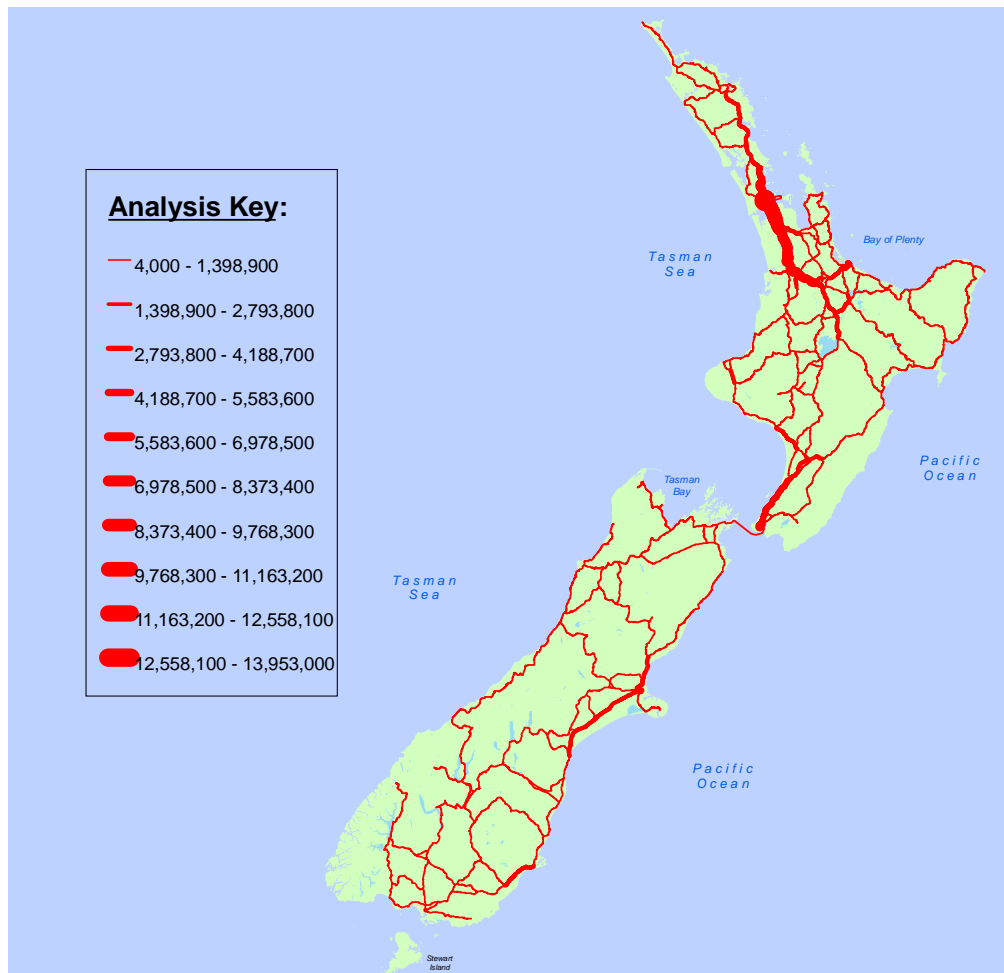 Analysis Key:
4,000 - 1,398,900
1,398,900 - 2,793,800
2,793,800 - 4,188,700
4,188,700 - 5,583,600
5,583,600 - 6,978,500
6,978,500 - 8,373,400
8,373,400 - 9,768,300
9,768,300 - 11,163,200
11,163,200 - 12,558,100
12,558,100 - 13,953,000
Bay of Plenty
Tasman
Sea
Pacific
Ocean
Tasman
Bay
Tasman
Sea
Pacific
Ocean
Stewart
Island